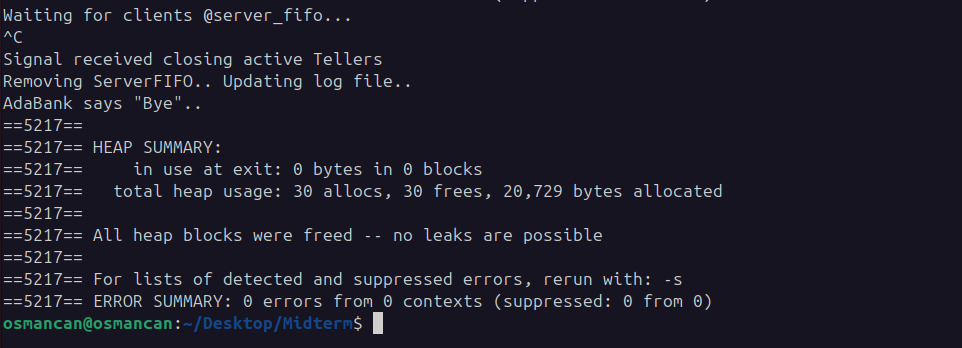 Waiting for clients @server_fifo...
^C
Signal received closing active Tellers
Removing ServerFIFO.. Updating log file..
AdaBank says "Bye"..
==5217==
==5217== HEAP SUMMARY:
==5217==     in use at exit: 0 bytes in 0 blocks
==5217==   total heap usage: 30 allocs, 30 frees, 20,729 bytes allocated
==5217==
==5217== All heap blocks were freed -- no leaks are possible
==5217==
==5217== For lists of detected and suppressed errors, rerun with: -s
==5217== ERROR SUMMARY: 0 errors from 0 contexts (suppressed: 0 from 0)
osmancan@osmancan:~/Desktop/Midterm$